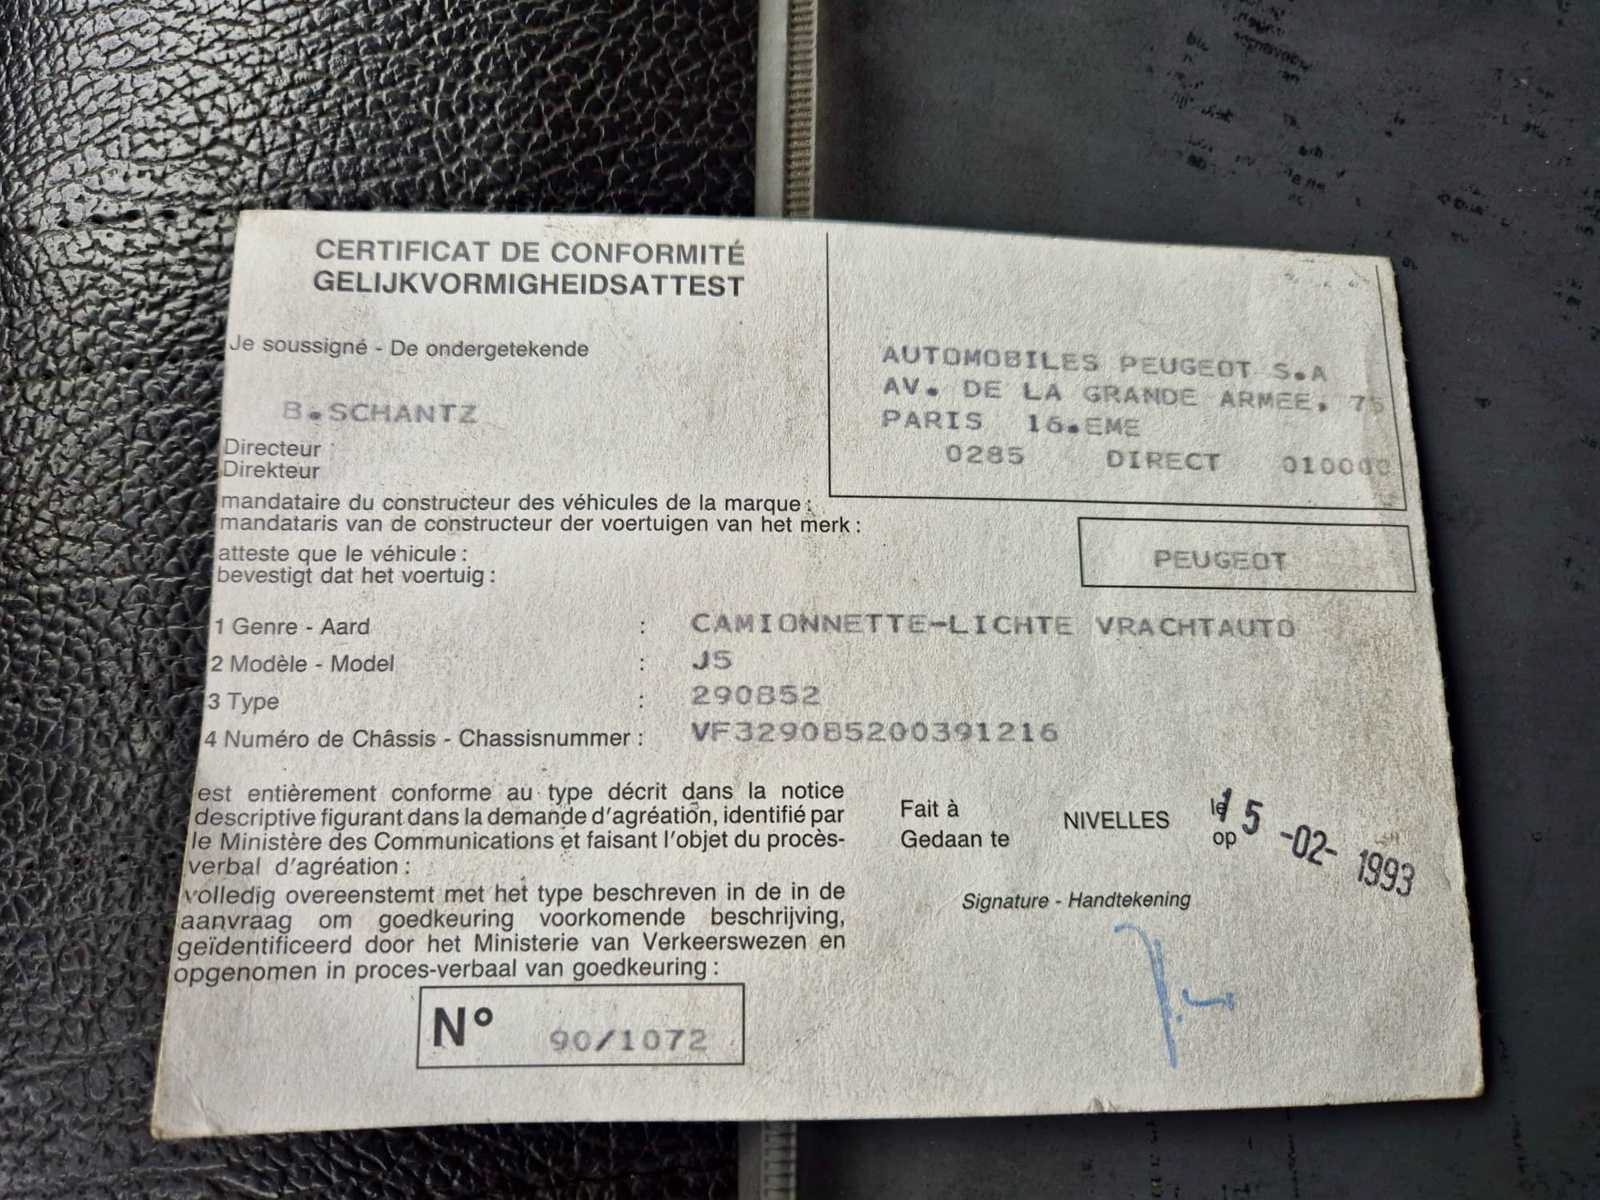 CERTIFICAT DE CONFORMITÉ
GELIJKVORMIGHEIDSATTEST
Je soussigné - De ondergetekende
B.SCHANTZ
Directeur
Direkteur
AUTOMOBILES PEUGEOT S.A
AV. DE LA GRANDE ARMEE, 75
PARIS 16.EME
0285 DIRECT 010000
mandataire du constructeur des véhicules de la marque :
mandataris van de constructeur der voertuigen van het merk :
PEUGEOT
atteste que le véhicule :
bevestigt dat het voertuig :
1 Genre - Aard : CAMIONNETTE-LICHTE VRACHTAUTO
2 Modèle - Model : J5
3 Type : 290852
4 Numéro de Châssis - Chassisnummer : VF329085200391216
est entièrement conforme au type décrit dans la notice
descriptive figurant dans la demande d'agréation, identifié par
le Ministère des Communications et faisant l'objet du procès-
verbal d'agréation :
volledig overeenstemt met het type beschreven in de in de
aanvraag om goedkeuring voorkomende beschrijving,
geïdentificeerd door het Ministerie van Verkeerswezen en
opgenomen in proces-verbaal van goedkeuring :
N° 90/1072
Fait à
Gedaan te
NIVELLES
le
op
15 -02- 1993
Signature - Handtekening